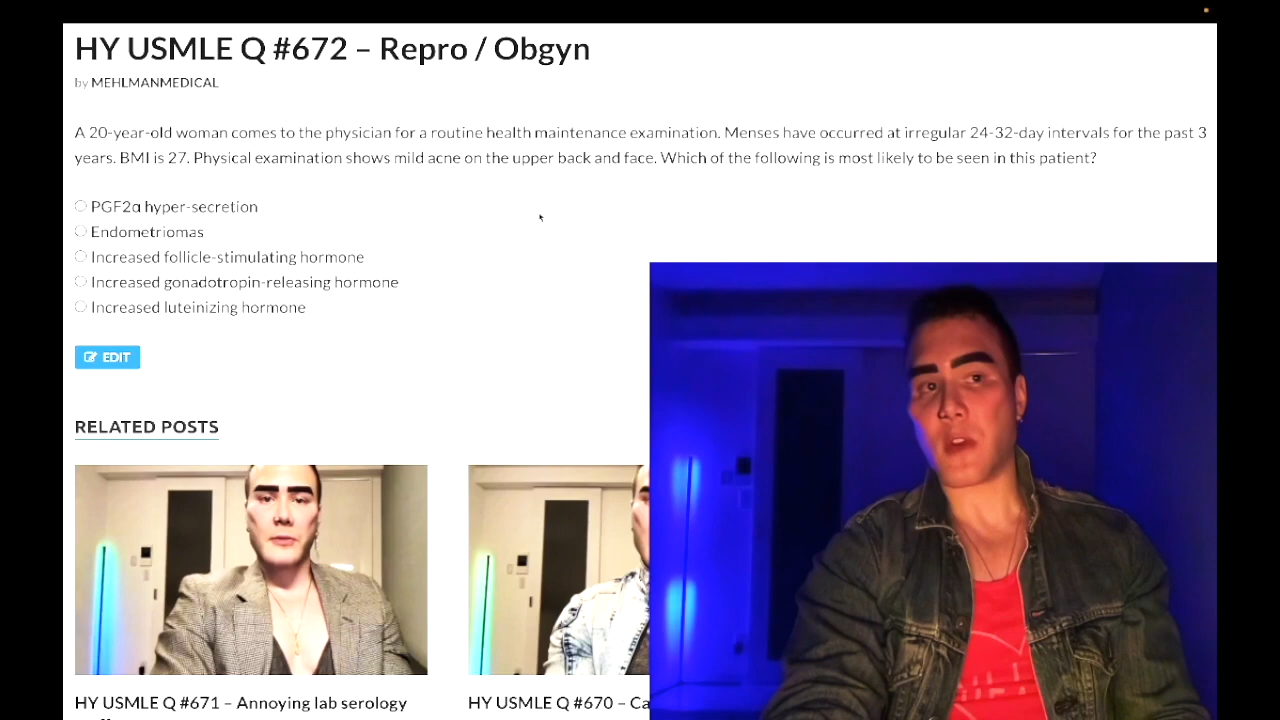 HY USMLE Q #672 – Repro / Obgyn
by MEHLMANMEDICAL
A 20-year-old woman comes to the physician for a routine health maintenance examination. Menses have occurred at irregular 24-32-day intervals for the past 3
years. BMI is 27. Physical examination shows mild acne on the upper back and face. Which of the following is most likely to be seen in this patient?
PGF2α hyper-secretion
Endometriomas
Increased follicle-stimulating hormone
Increased gonadotropin-releasing hormone
Increased luteinizing hormone
EDIT
RELATED POSTS
HY USMLE Q #671 – Annoying lab serology
HY USMLE Q #670 – Ca